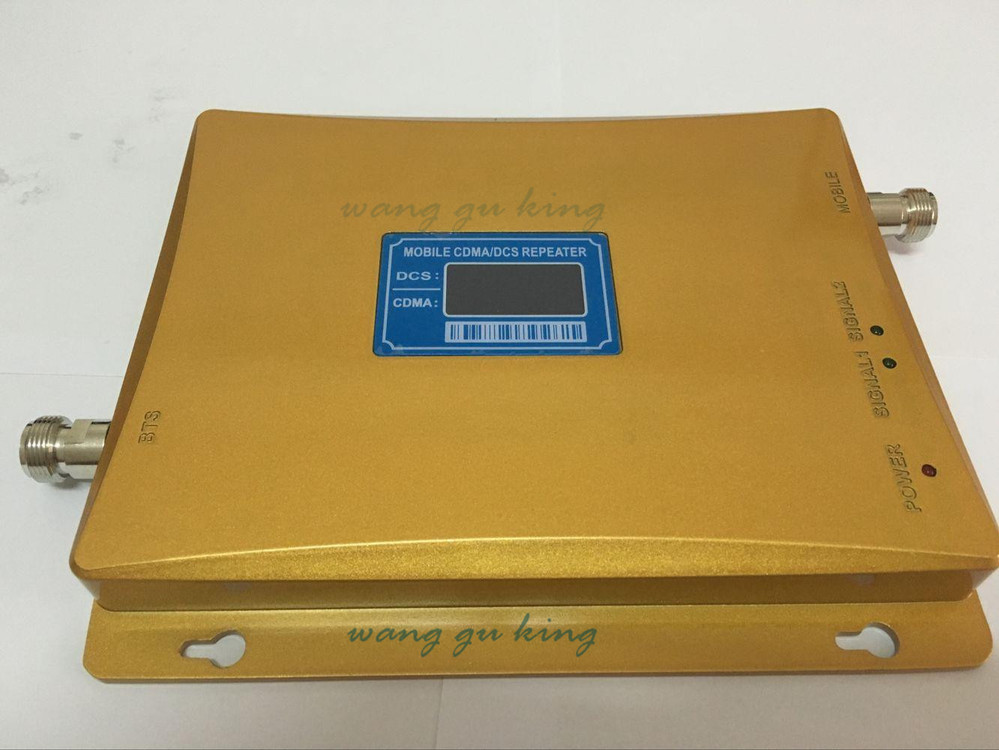 wang gu king
MOBILE CDMA/DCS REPEATER
DCS :
CDMA :
MOBILE
SIGNAL2
SIGNAL1
POWER
BTS
wang gu king